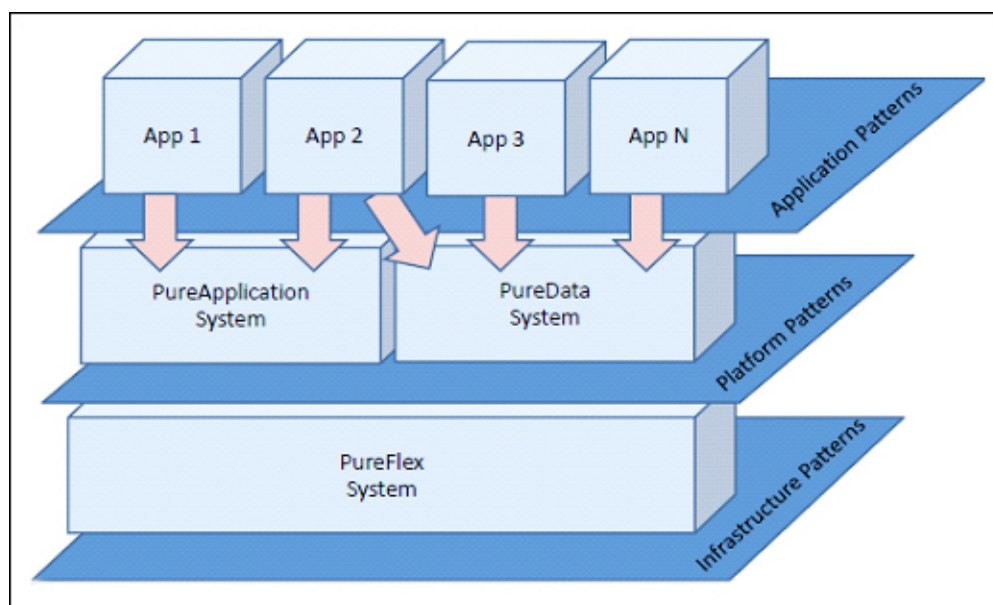 App 1
App 2
App 3
App N
Application Patterns
PureApplication
System
PureData
System
Platform Patterns
PureFlex
System
Infrastructure Patterns